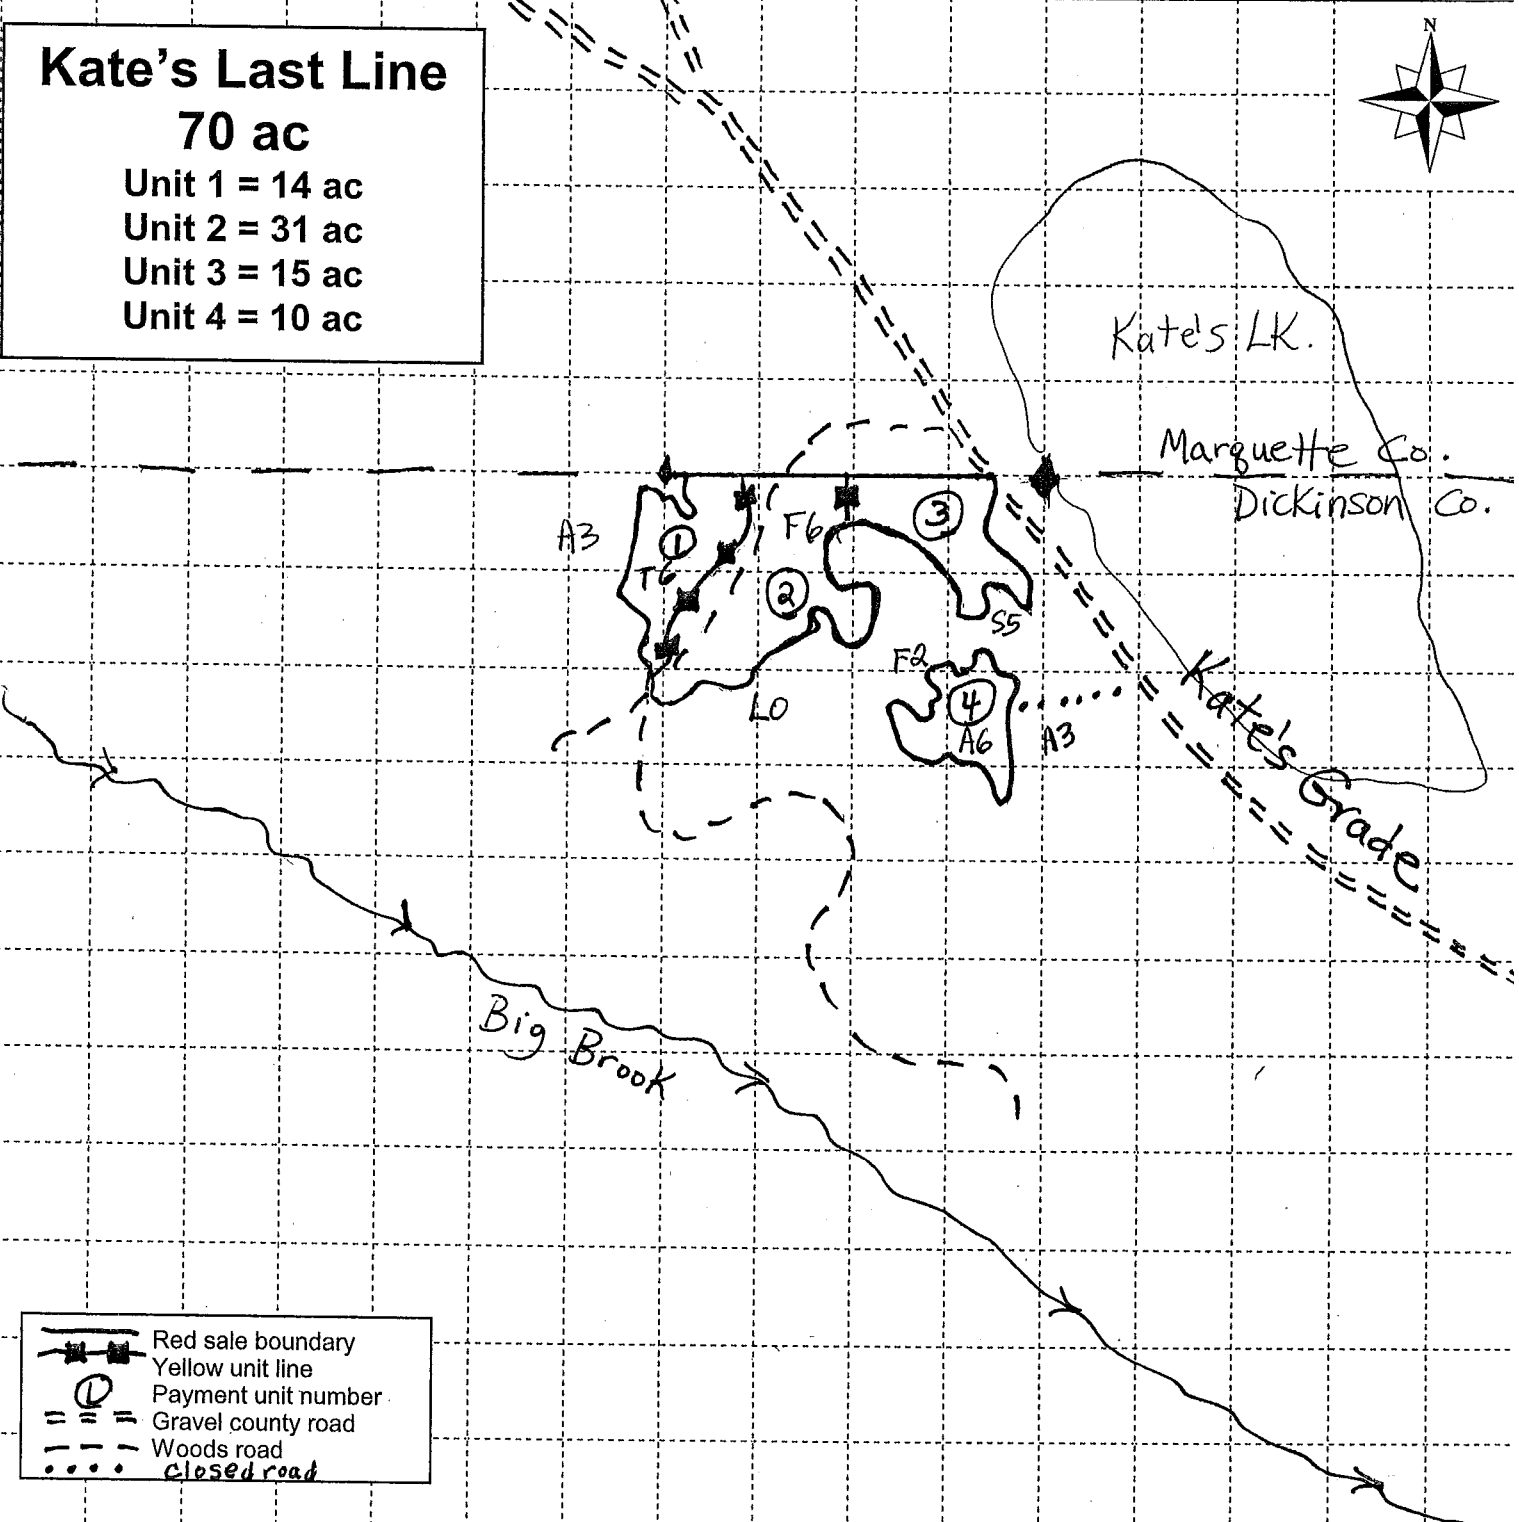 Kate's Last Line
70 ac
Unit 1 = 14 ac
Unit 2 = 31 ac
Unit 3 = 15 ac
Unit 4 = 10 ac
N
Kate's LK.
Marquette Co.
Dickinson Co.
A3
1
T6
F6
2
3
S5
F2
4
A6
A3
LO
Kate's Grade
Big Brook
Red sale boundary
Yellow unit line
1 Payment unit number
Gravel county road
Woods road
closed road